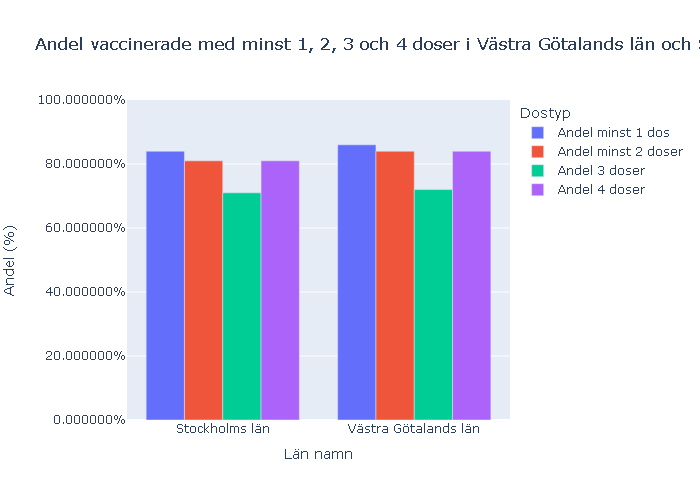 Andel vaccinerade med minst 1, 2, 3 och 4 doser i Västra Götalands län och
100.000000%
80.000000%
60.000000%
40.000000%
20.000000%
0.000000%
Andel (%)
Stockholms län
Västra Götalands län
Län namn
Dostyp
Andel minst 1 dos
Andel minst 2 doser
Andel 3 doser
Andel 4 doser